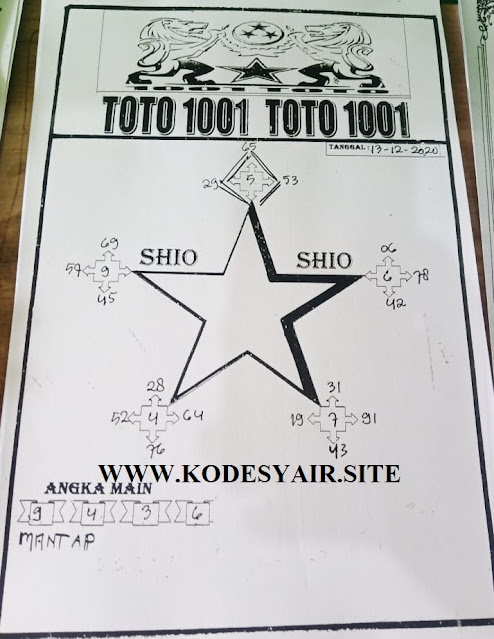 TOTO 1001 TOTO 1001
TANGGAL: 13-12-2020
65
29 5 53
SHIO SHIO
69
57 9
45
06
6 78
42
28
52 4 64
76
31
19 7 91
43
WWW.KODESYAIR.SITE
ANGKA MAIN
9 4 3 6
MANTAP